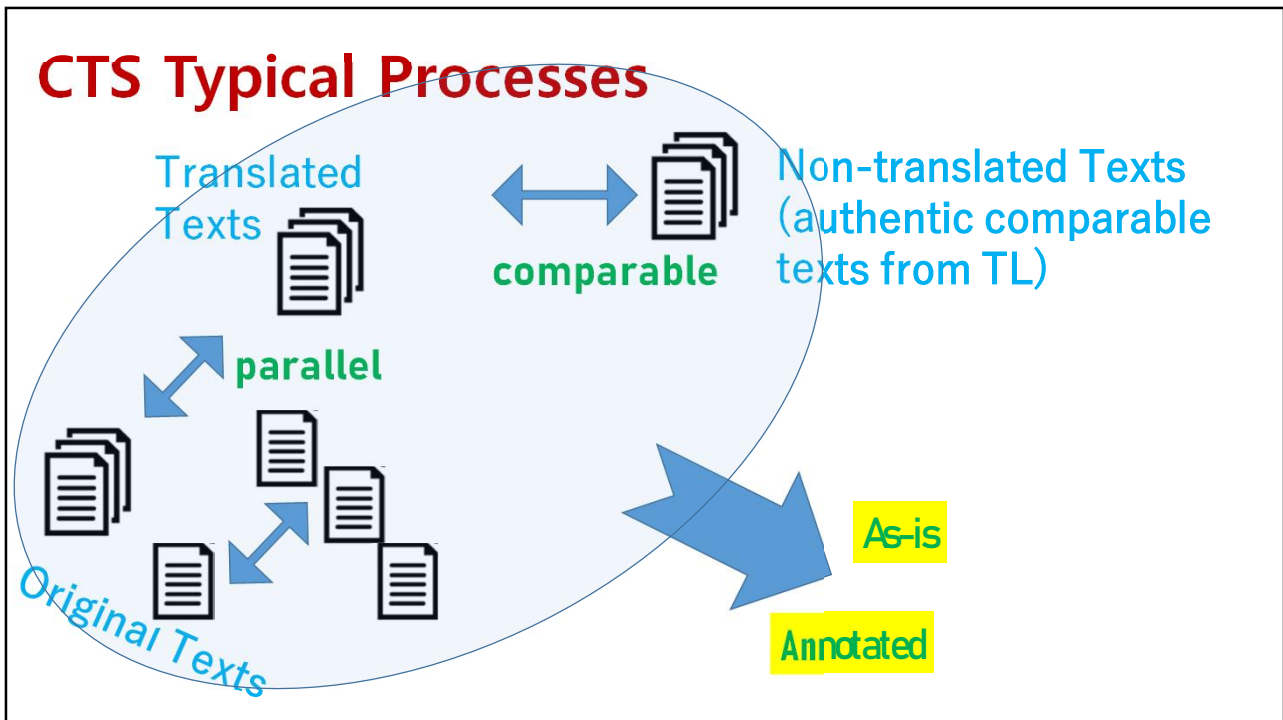 CTS Typical Processes
Translated
Texts
Non-translated Texts
(authentic comparable
texts from TL)
comparable
parallel
As-is
Original Texts
Annotated